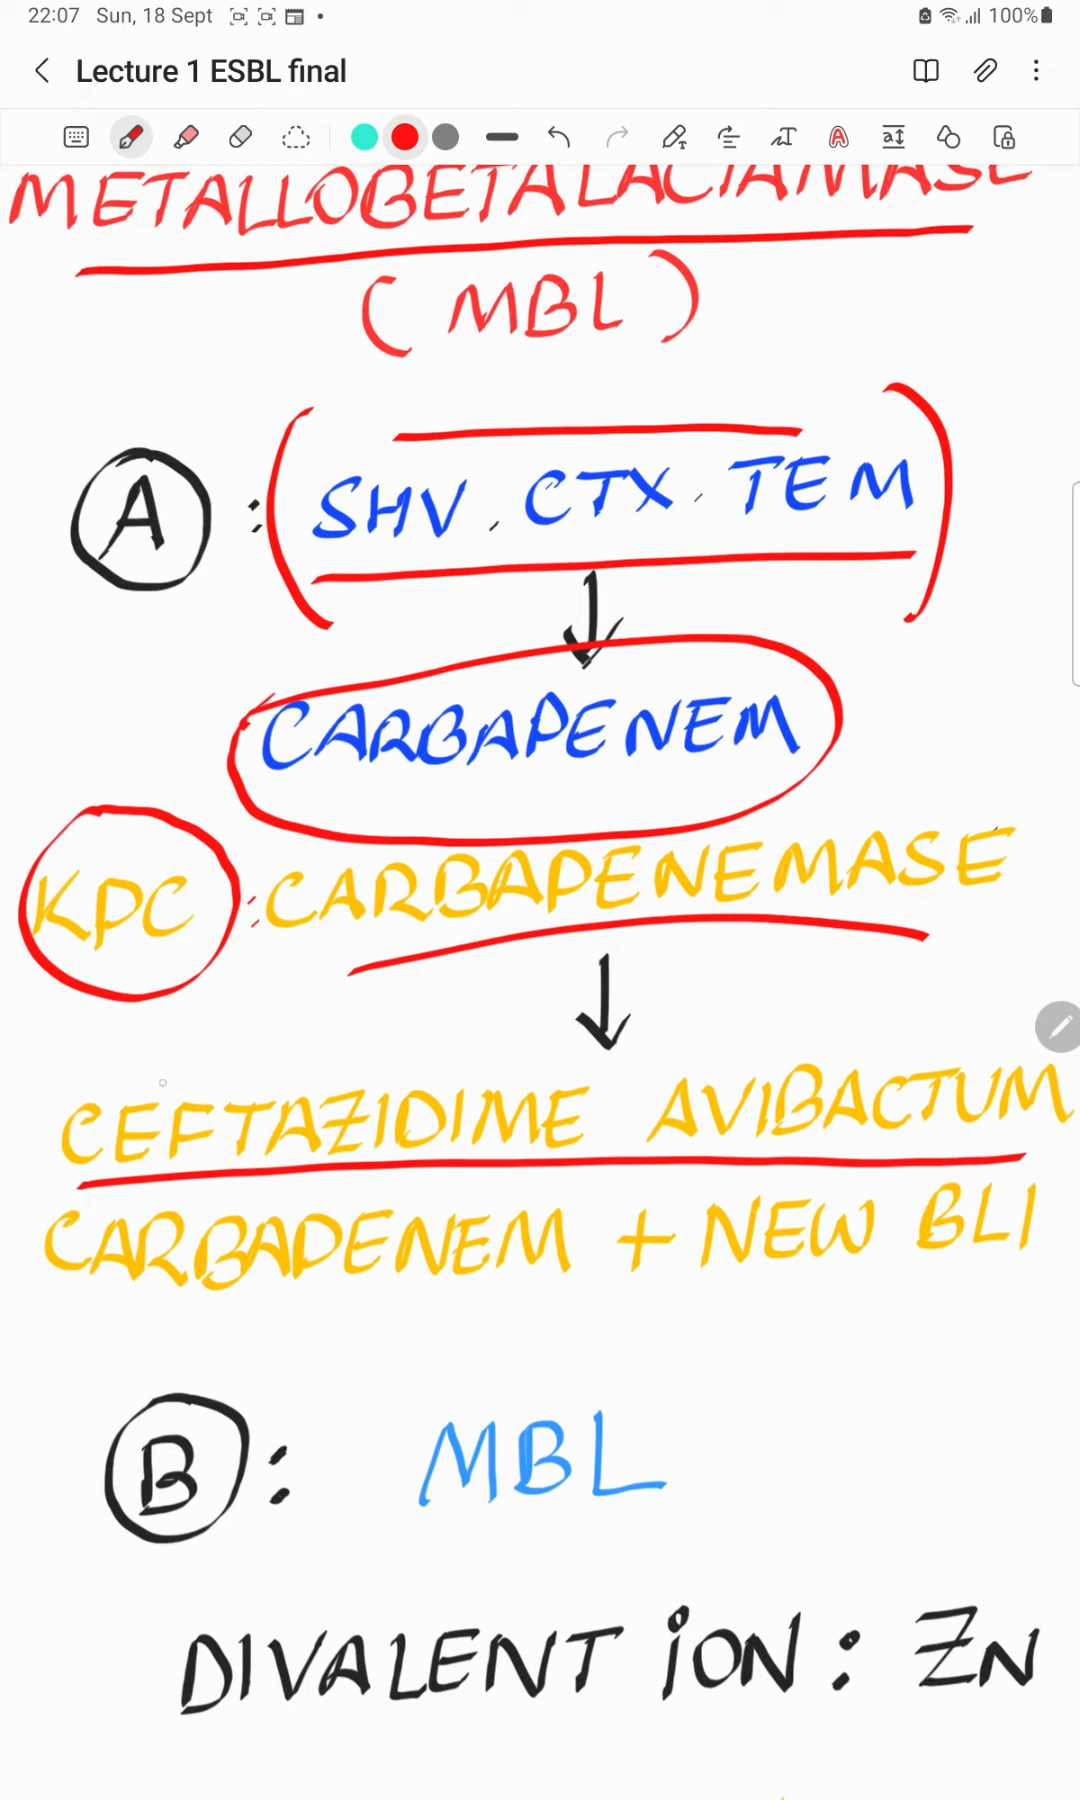 22:07 Sun, 18 Sept 100%
Lecture 1 ESBL final
METALLOBETALACTAMASE
( MBL )
A : ( SHV, CTX, TEM )
CARBAPENEM
KPC : CARBAPENEMASE
CEFTAZIDIME AVIBACTUM
CARBAPENEM + NEW BLI
B : MBL
DIVALENT iON : ZN